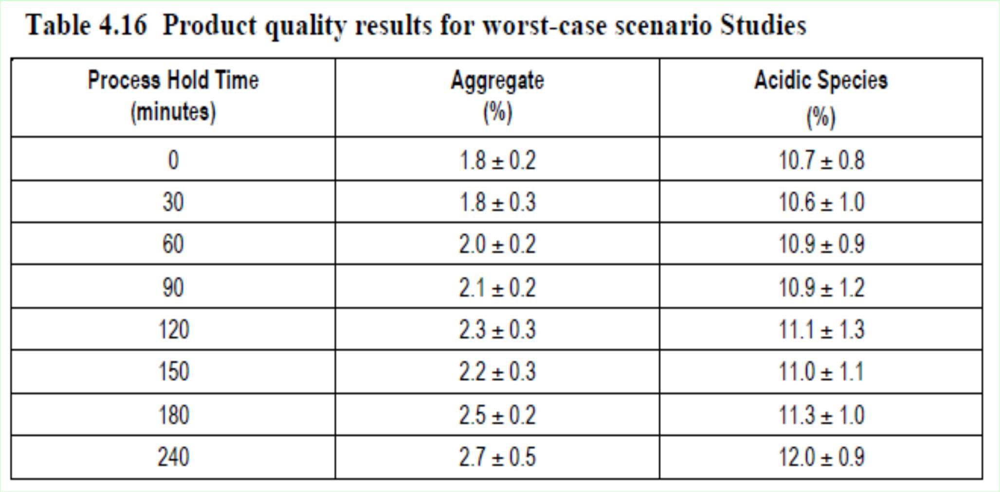 Table 4.16 Product quality results for worst-case scenario Studies
Process Hold Time (minutes) Aggregate (%) Acidic Species (%)
0 1.8 ± 0.2 10.7 ± 0.8
30 1.8 ± 0.3 10.6 ± 1.0
60 2.0 ± 0.2 10.9 ± 0.9
90 2.1 ± 0.2 10.9 ± 1.2
120 2.3 ± 0.3 11.1 ± 1.3
150 2.2 ± 0.3 11.0 ± 1.1
180 2.5 ± 0.2 11.3 ± 1.0
240 2.7 ± 0.5 12.0 ± 0.9